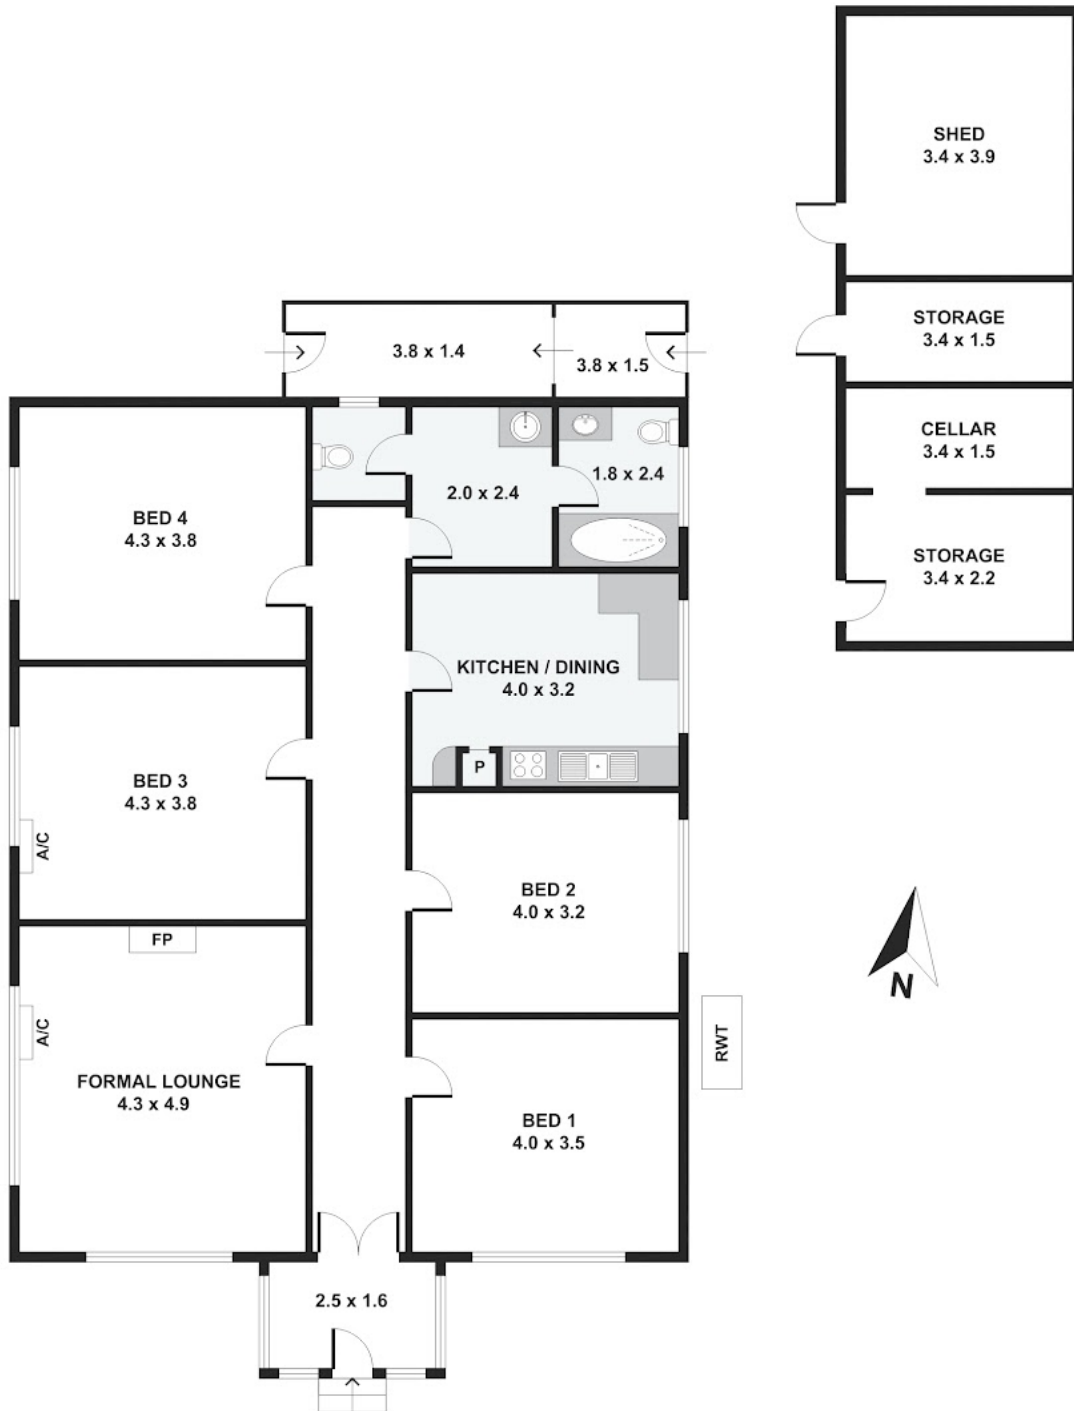 SHED
3.4 x 3.9
STORAGE
3.4 x 1.5
CELLAR
3.4 x 1.5
STORAGE
3.4 x 2.2
3.8 x 1.4
3.8 x 1.5
BED 4
4.3 x 3.8
2.0 x 2.4
1.8 x 2.4
KITCHEN / DINING
4.0 x 3.2
P
BED 3
4.3 x 3.8
A/C
BED 2
4.0 x 3.2
FP
A/C
FORMAL LOUNGE
4.3 x 4.9
BED 1
4.0 x 3.5
RWT
N
2.5 x 1.6